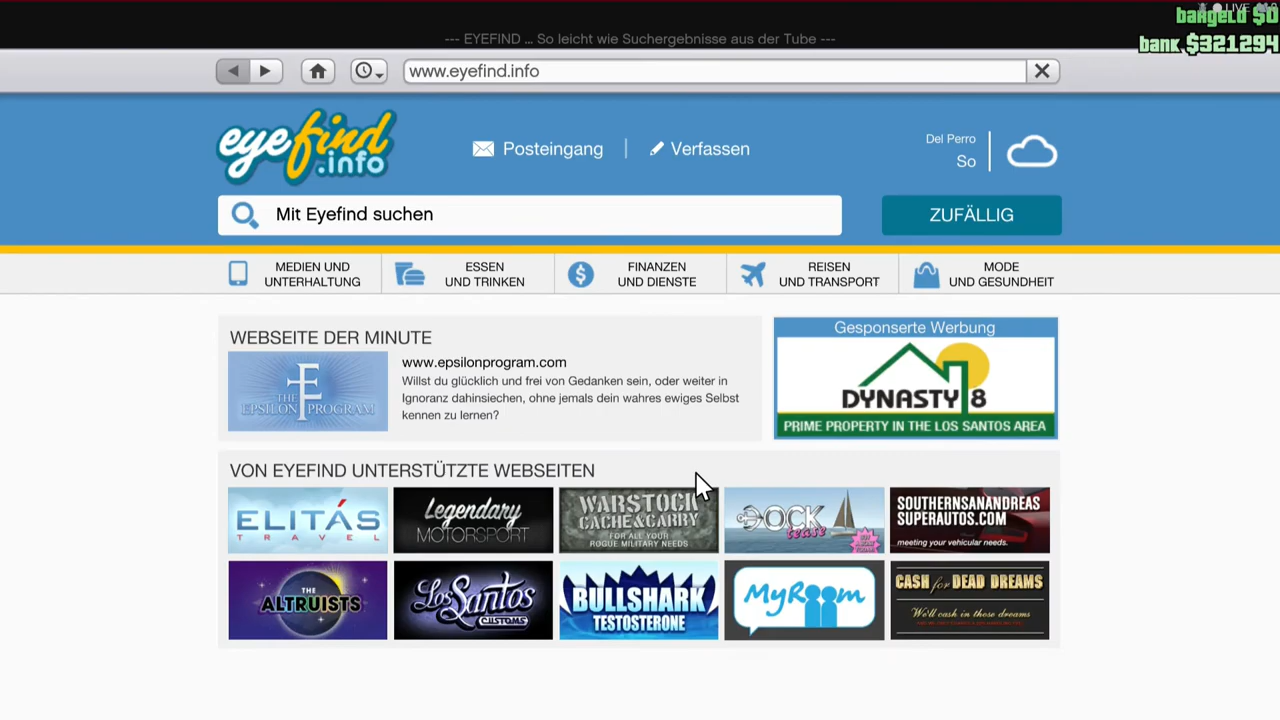 LIVE
bargeld $0
--- EYEFIND ... So leicht wie Suchergebnisse aus der Tube ---
bank $321294
www.eyefind.info
eyefind
.info
Posteingang
Verfassen
Del Perro
So
Mit Eyefind suchen
ZUFÄLLIG
MEDIEN UND
UNTERHALTUNG
ESSEN
UND TRINKEN
FINANZEN
UND DIENSTE
REISEN
UND TRANSPORT
MODE
UND GESUNDHEIT
WEBSEITE DER MINUTE
THE
EPSILON PROGRAM
www.epsilonprogram.com
Willst du glücklich und frei von Gedanken sein, oder weiter in
Ignoranz dahinsiechen, ohne jemals dein wahres ewiges Selbst
kennen zu lernen?
Gesponserte Werbung
DYNASTY 8
PRIME PROPERTY IN THE LOS SANTOS AREA
VON EYEFIND UNTERSTÜTZTE WEBSEITEN
ELITÁS
TRAVEL
Legendary
MOTORSPORT
WARSTOCK
CACHE&CARRY
FOR ALL YOUR
ROGUE MILITARY NEEDS
DOCK
tease
SOUTHERNSANANDREAS
SUPERAUTOS.COM
meeting your vehicular needs.
THE
ALTRUISTS
Los Santos
CUSTOMS
BULLSHARK
TESTOSTERONE
MyRoom
CASH for DEAD DREAMS
We'll cash in those dreams